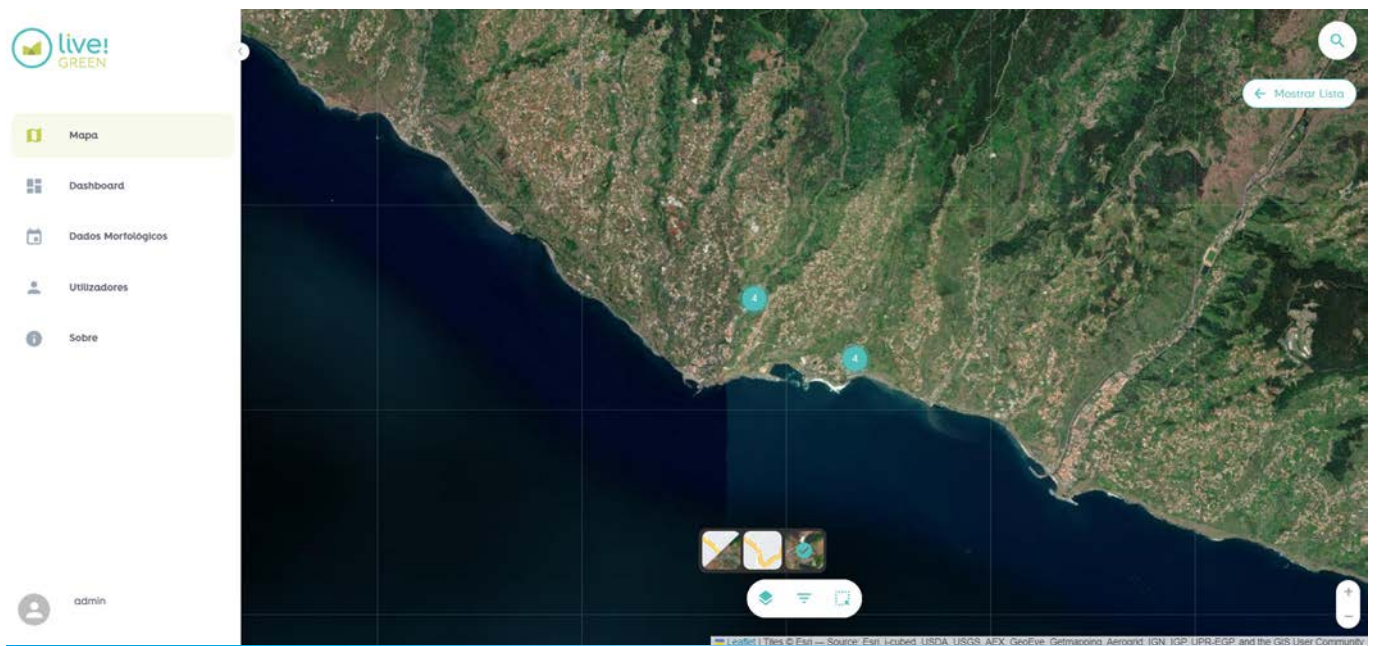 live!
GREEN
Mostrar Lista
Mapa
Dashboard
Dados Morfológicos
Utilizadores
Sobre
4
4
admin
+
−
Leaflet | Tiles © Esri — Source: Esri, i-cubed, USDA, USGS, AEX, GeoEye, Getmapping, Aerogrid, IGN, IGP, UPR-EGP, and the GIS User Community